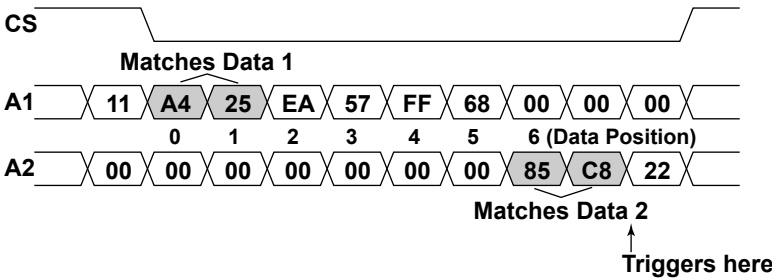 CS
Matches Data 1
A1 11 A4 25 EA 57 FF 68 00 00 00
0 1 2 3 4 5 6 (Data Position)
A2 00 00 00 00 00 00 00 85 C8 22
Matches Data 2
Triggers here